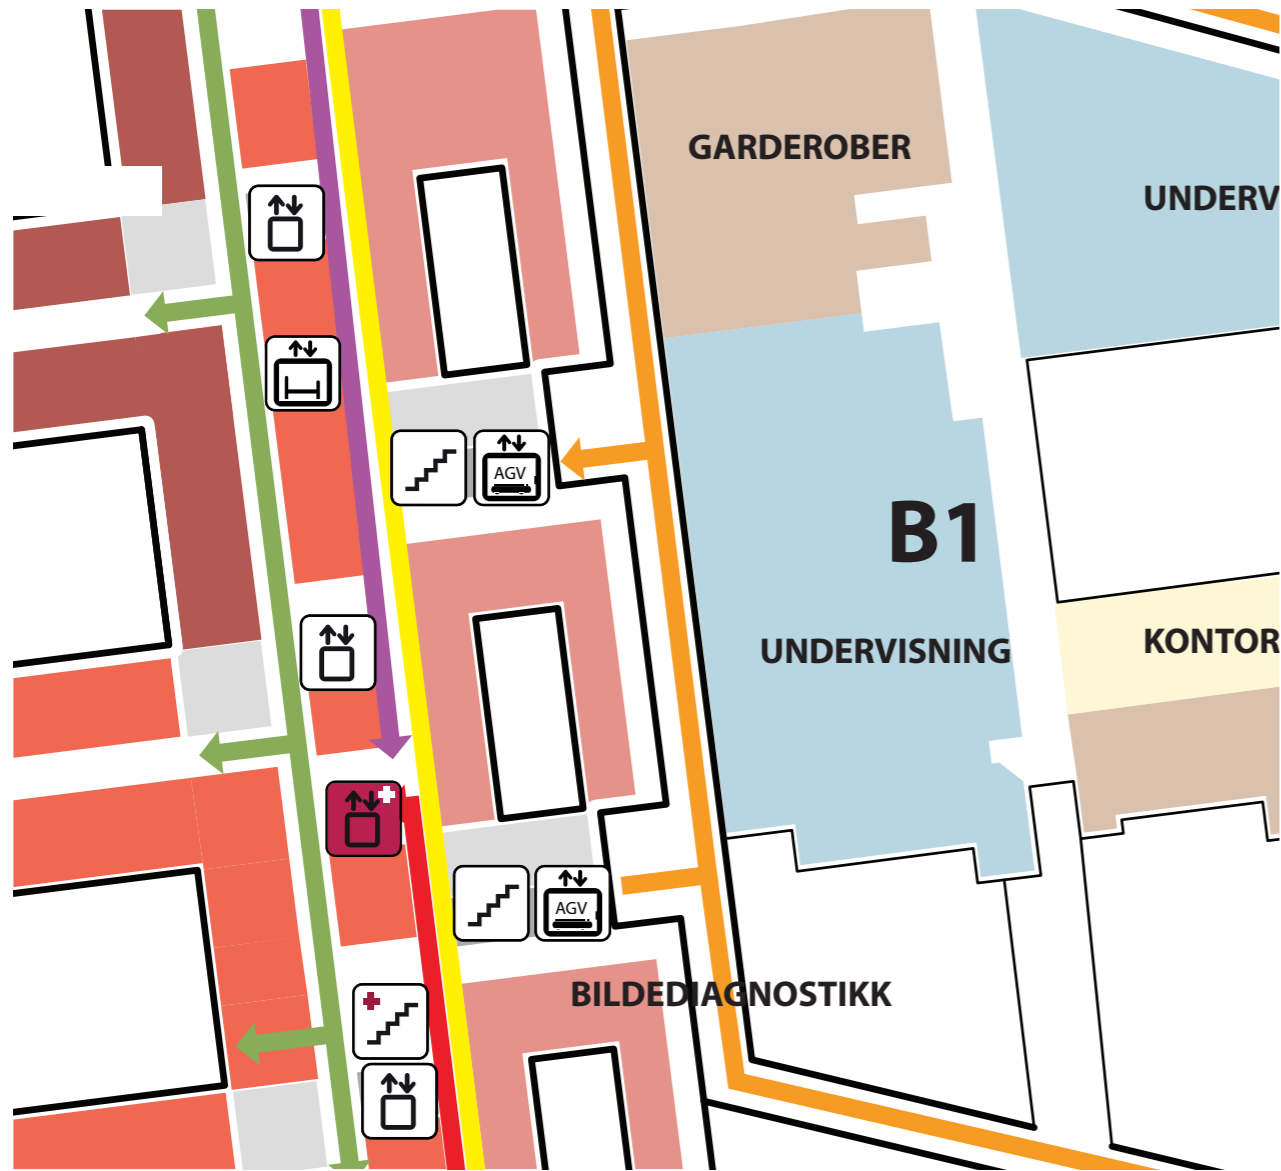 GARDEROBER
UNDERV
AGV
B1
UNDERVISNING
KONTOR
AGV
BILDEDIAGNOSTIKK